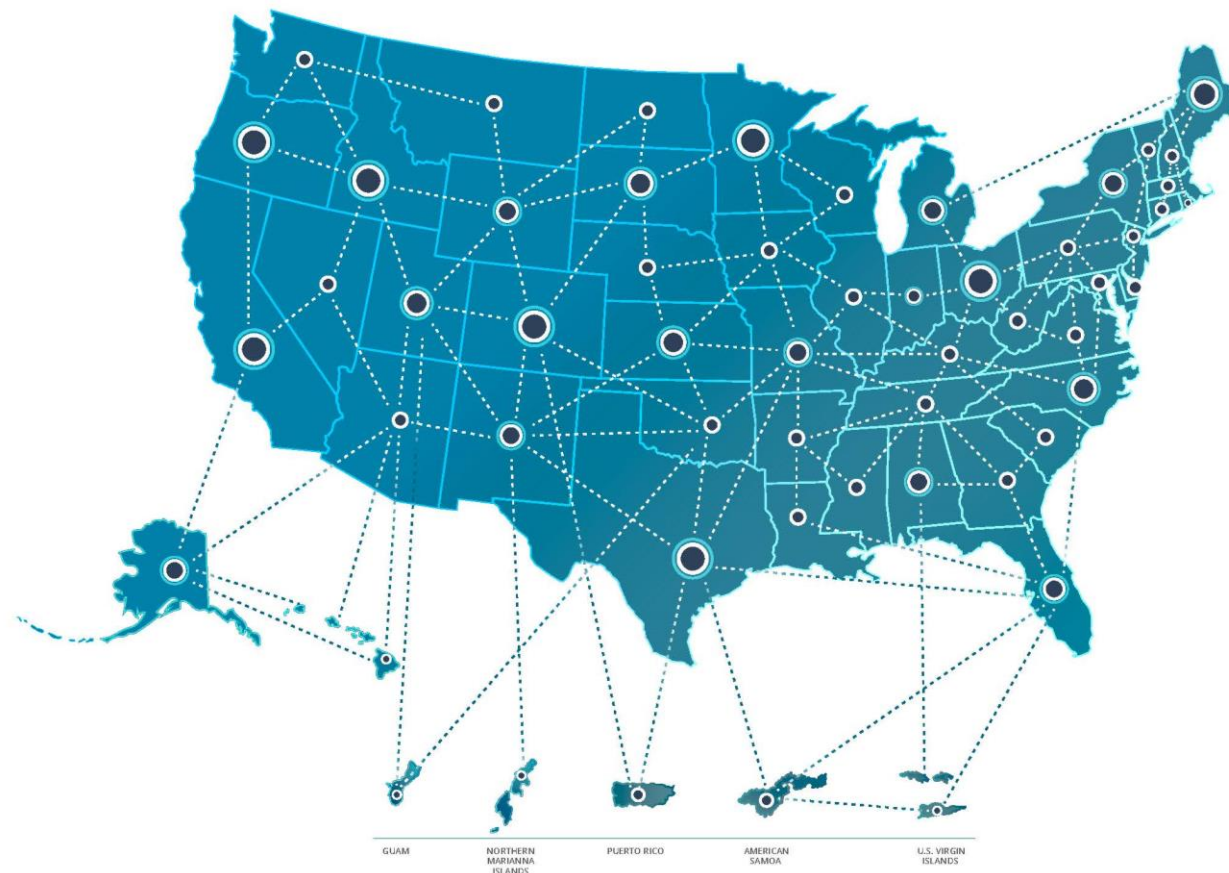 GUAM
NORTHERN
MARIANNA
ISLANDS
PUERTO RICO
AMERICAN
SAMOA
U.S. VIRGIN
ISLANDS